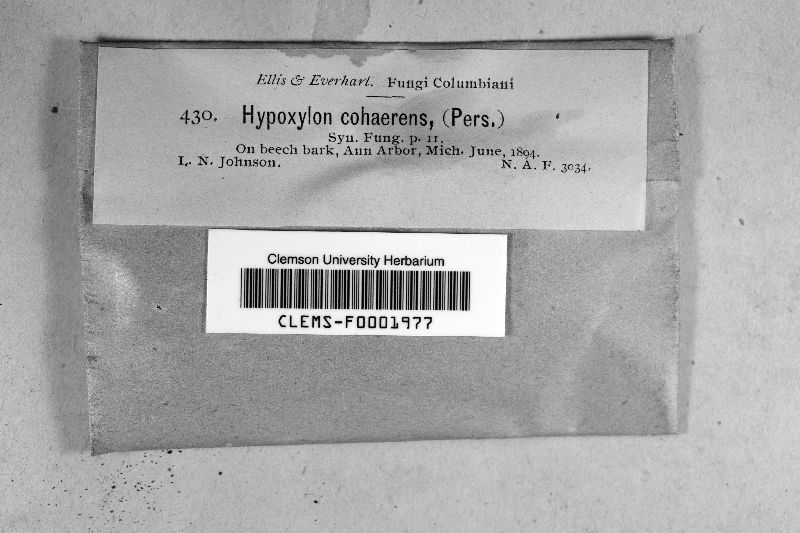 Ellis & Everhart. Fungi Columbiani
430. Hypoxylon cohaerens, (Pers.)
Syn. Fung. p. 11.
On beech bark, Ann Arbor, Mich. June, 1894.
L. N. Johnson. N. A. F. 3034.
Clemson University Herbarium
CLEMS-F0001977